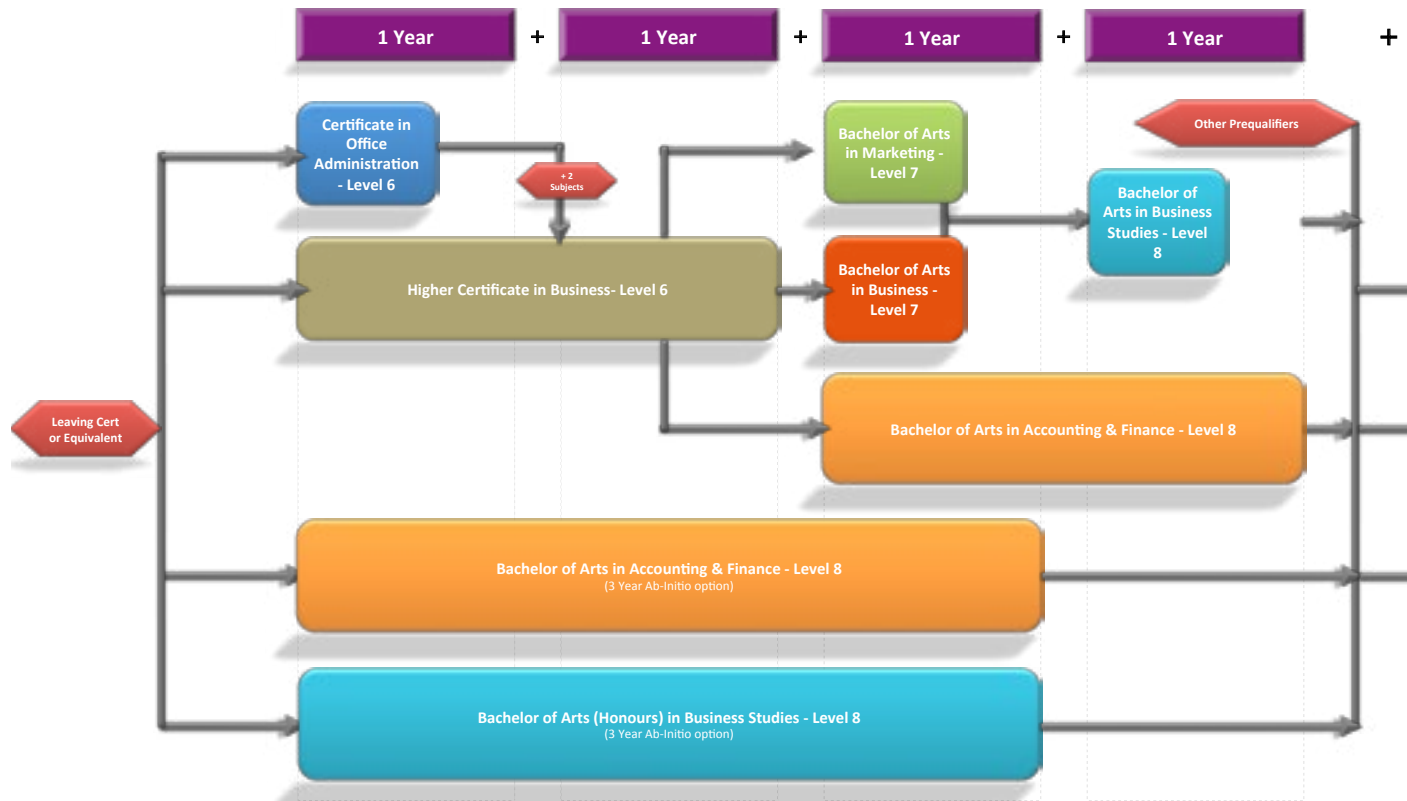 1 Year + 1 Year + 1 Year + 1 Year +
Certificate in
Office
Administration
- Level 6
+ 2
Subjects
Bachelor of Arts
in Marketing -
Level 7
Other Prequalifiers
Bachelor of
Arts in Business
Studies - Level
8
Higher Certificate in Business- Level 6
Bachelor of Arts
in Business -
Level 7
Leaving Cert
or Equivalent
Bachelor of Arts in Accounting & Finance - Level 8
Bachelor of Arts in Accounting & Finance - Level 8
(3 Year Ab-Initio option)
Bachelor of Arts (Honours) in Business Studies - Level 8
(3 Year Ab-Initio option)